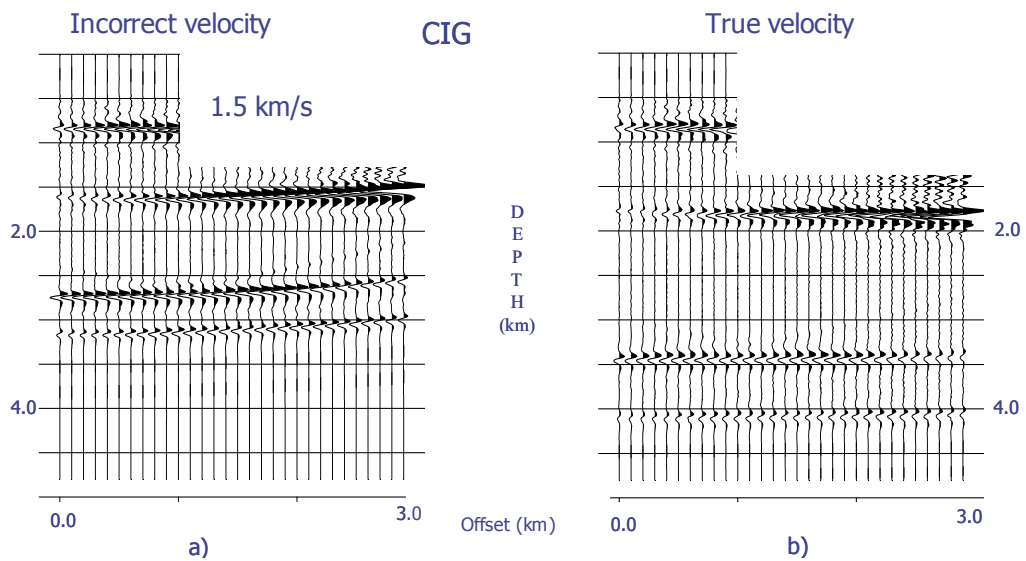 Incorrect velocity
CIG
True velocity
1.5 km/s
2.0
4.0
D
E
P
T
H
(km)
2.0
4.0
0.0
3.0
Offset (km)
0.0
3.0
a)
b)